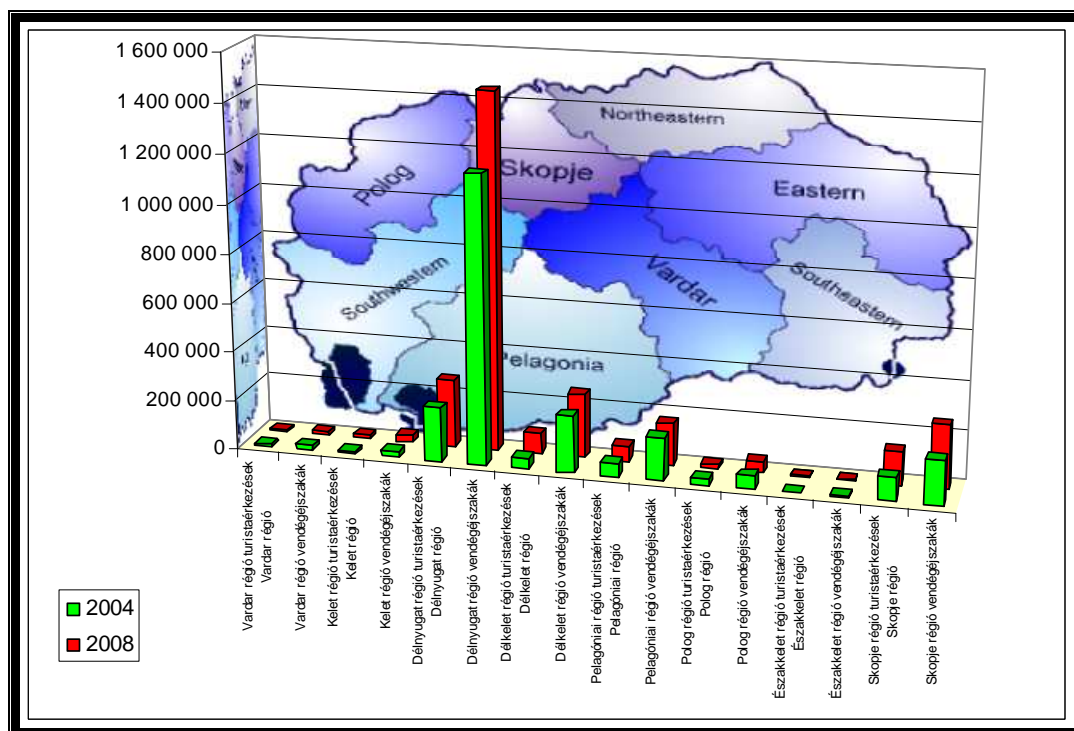 1 600 000
1 400 000
1 200 000
1 000 000
800 000
600 000
400 000
200 000
0
Northeastern
Skopje
Polog
Eastern
Vardar
Southeastern
Southwestern
Pelagonia
Vardar régió turistaérkezések
Vardar régió
Vardar régió vendégéjszakák
Kelet régió turistaérkezések
Kelet régió
Kelet régió vendégéjszakák
Délnyugat régió turistaérkezések
Délnyugat régió
Délnyugat régió vendégéjszakák
Délkelet régió turistaérkezések
Délkelet régió
Délkelet régió vendégéjszakák
Pelagóniai régió turistaérkezések
Pelagóniai régió
Pelagóniai régió vendégéjszakák
Polog régió turistaérkezések
Polog régió
Polog régió vendégéjszakák
Északkelet régió turistaérkezések
Északkelet régió
Északkelet régió vendégéjszakák
Skopje régió turistaérkezések
Skopje régió
Skopje régió vendégéjszakák
2004
2008